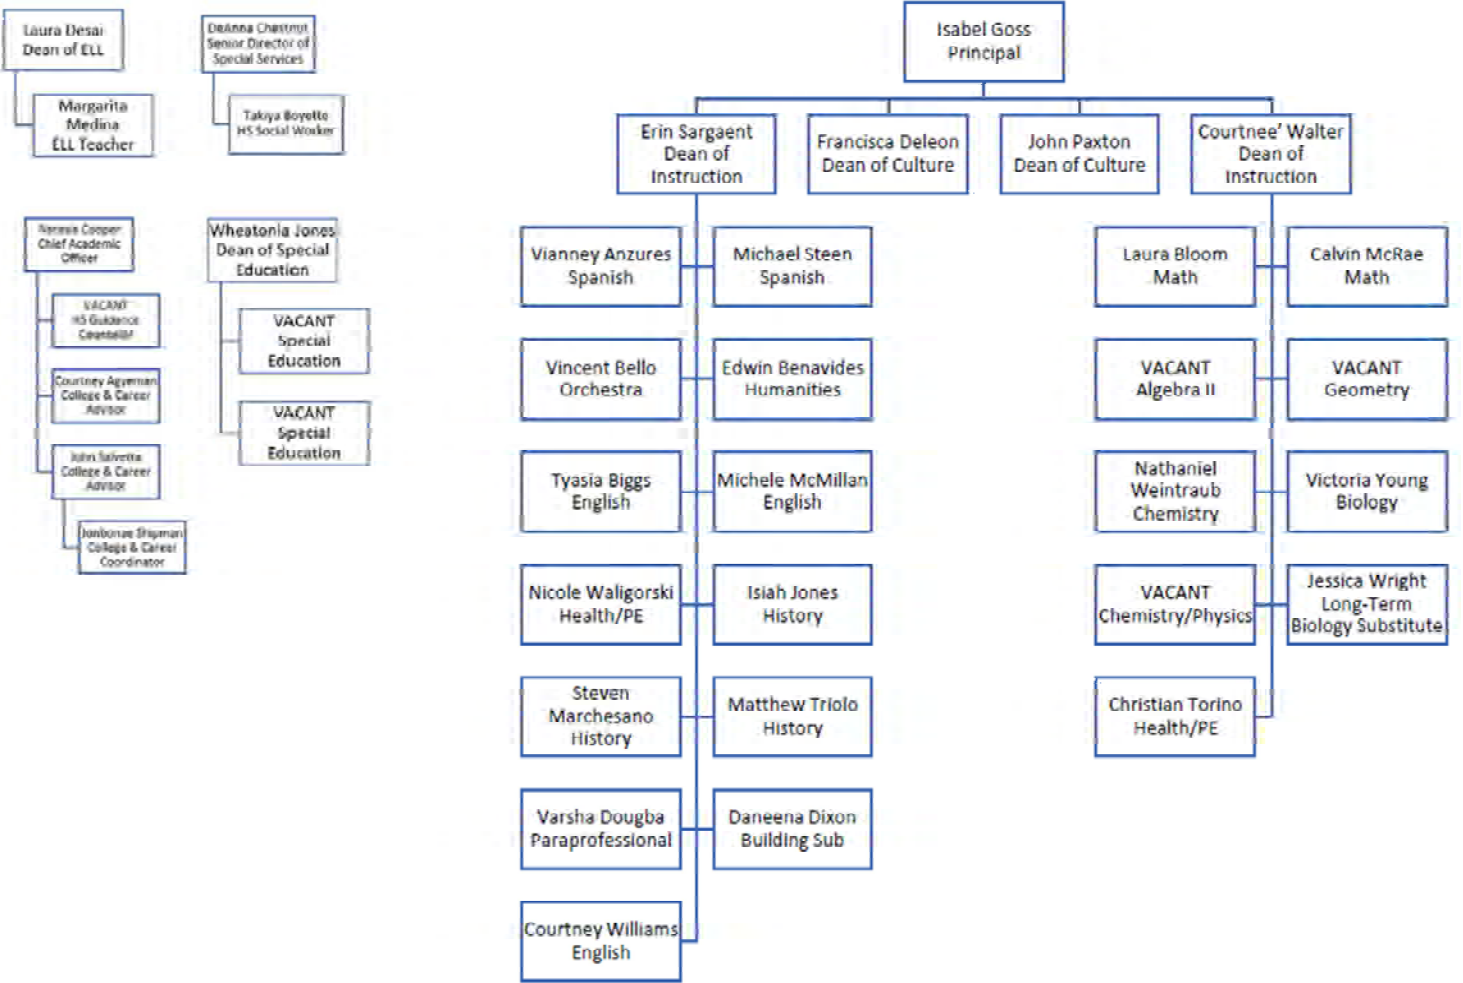 Laura Desai
Dean of ELL
Margarita
Medina
ELL Teacher
DeAnna Chestnut
Senior Director of
Special Services
Takiya Boyette
HS Social Worker
Cooper
Chief Academic
Officer
VACANT
HS Guidance
Counselor
Courtney Agyeman
College & Career
Advisor
John Salvetta
College & Career
Advisor
Shipman
College & Career
Coordinator
Wheatonia Jones
Dean of Special
Education
VACANT
Special
Education
VACANT
Special
Education
Isabel Goss
Principal
Erin Sargaent
Dean of
Instruction
Francisca Deleon
Dean of Culture
John Paxton
Dean of Culture
Courtnee' Walter
Dean of
Instruction
Vianney Anzures
Spanish
Michael Steen
Spanish
Vincent Bello
Orchestra
Edwin Benavides
Humanities
Tyasia Biggs
English
Michele McMillan
English
Nicole Waligorski
Health/PE
Isiah Jones
History
Steven
Marchesano
History
Matthew Triolo
History
Varsha Dougba
Paraprofessional
Daneena Dixon
Building Sub
Courtney Williams
English
Laura Bloom
Math
Calvin McRae
Math
VACANT
Algebra II
VACANT
Geometry
Nathaniel
Weintraub
Chemistry
Victoria Young
Biology
VACANT
Chemistry/Physics
Jessica Wright
Long-Term
Biology Substitute
Christian Torino
Health/PE